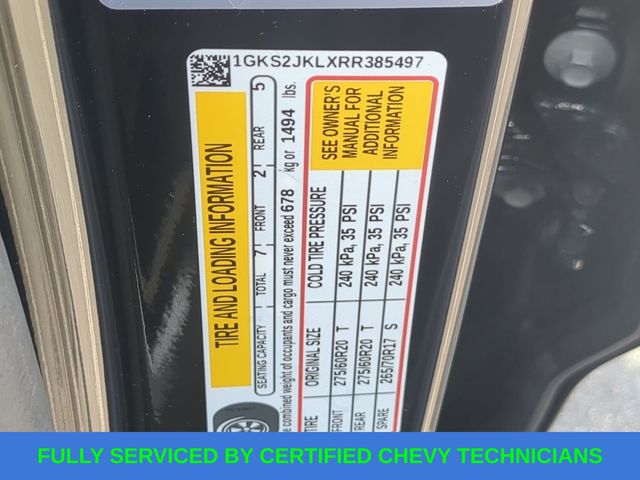 1GKS2JKLXRR385497
TIRE AND LOADING INFORMATION
SEATING CAPACITY TOTAL 7 FRONT 2 REAR 5
combined weight of occupants and cargo must never exceed 678 kg or 1494 lbs.
TIRE ORIGINAL SIZE COLD TIRE PRESSURE
FRONT 275/60R20 T 240 kPa, 35 PSI
REAR 275/60R20 T 240 kPa, 35 PSI
SPARE 265/70R17 S 240 kPa, 35 PSI
SEE OWNER'S
MANUAL FOR
ADDITIONAL
INFORMATION
FULLY SERVICED BY CERTIFIED CHEVY TECHNICIANS